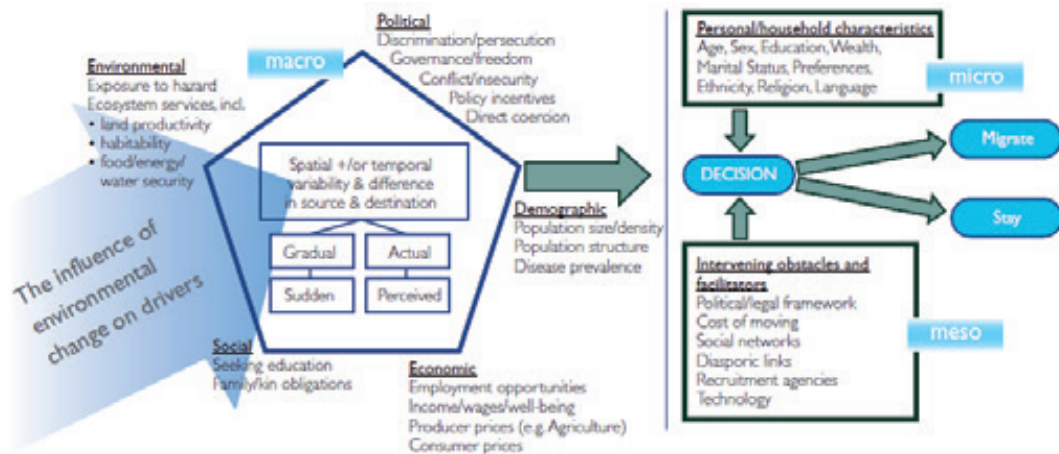 Political
Discrimination/persecution
Governance/freedom
Conflict/insecurity
Policy incentives
Direct coersion
macro
Environmental
Exposure to hazard
Ecosystem services, incl.
• land productivity
• habitability
• food/energy/
water security
Spatial +/or temporal
variability & difference
in source & destination
Gradual
Actual
Sudden
Perceived
The influence of
environmental
change on drivers
Demographic
Population size/density
Population structure
Disease prevalence
Social
Seeking education
Family/kin obligations
Economic
Employment opportunities
Income/wages/well-being
Producer prices (e.g. Agriculture)
Consumer prices
Personal/household characteristics
Age, Sex, Education, Wealth,
Marital Status, Preferences,
Ethnicity, Religion, Language
micro
DECISION
Migrate
Stay
Intervening obstacles and
facilitators
Political/legal framework
Cost of moving
Social networks
Diasporic links
Recruitment agencies
Technology
meso